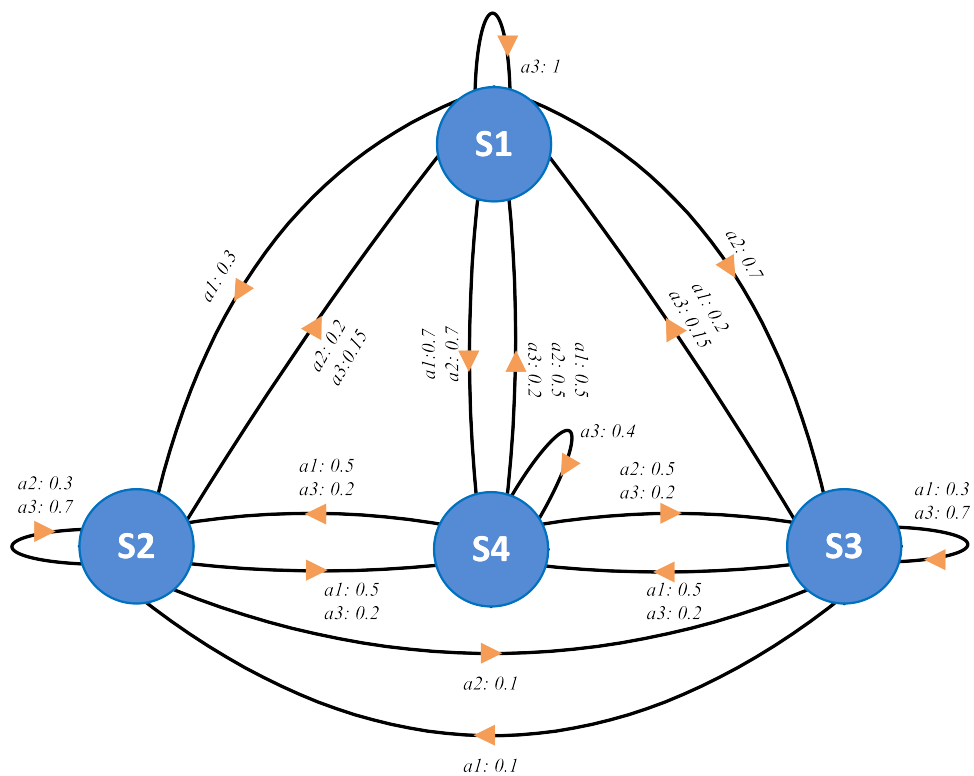 a3: 1
S1
a1: 0.3
a2: 0.7
a2: 0.2
a3:0.15
a1:0.7
a2: 0.7
a3: 0.2
a2: 0.5
a1: 0.5
a1: 0.2
a3: 0.15
a3: 0.4
a2: 0.3
a3: 0.7
a1: 0.5
a3: 0.2
a2: 0.5
a3: 0.2
a1: 0.3
a3: 0.7
S2
S4
S3
a1: 0.5
a3: 0.2
a1: 0.5
a3: 0.2
a2: 0.1
a1: 0.1